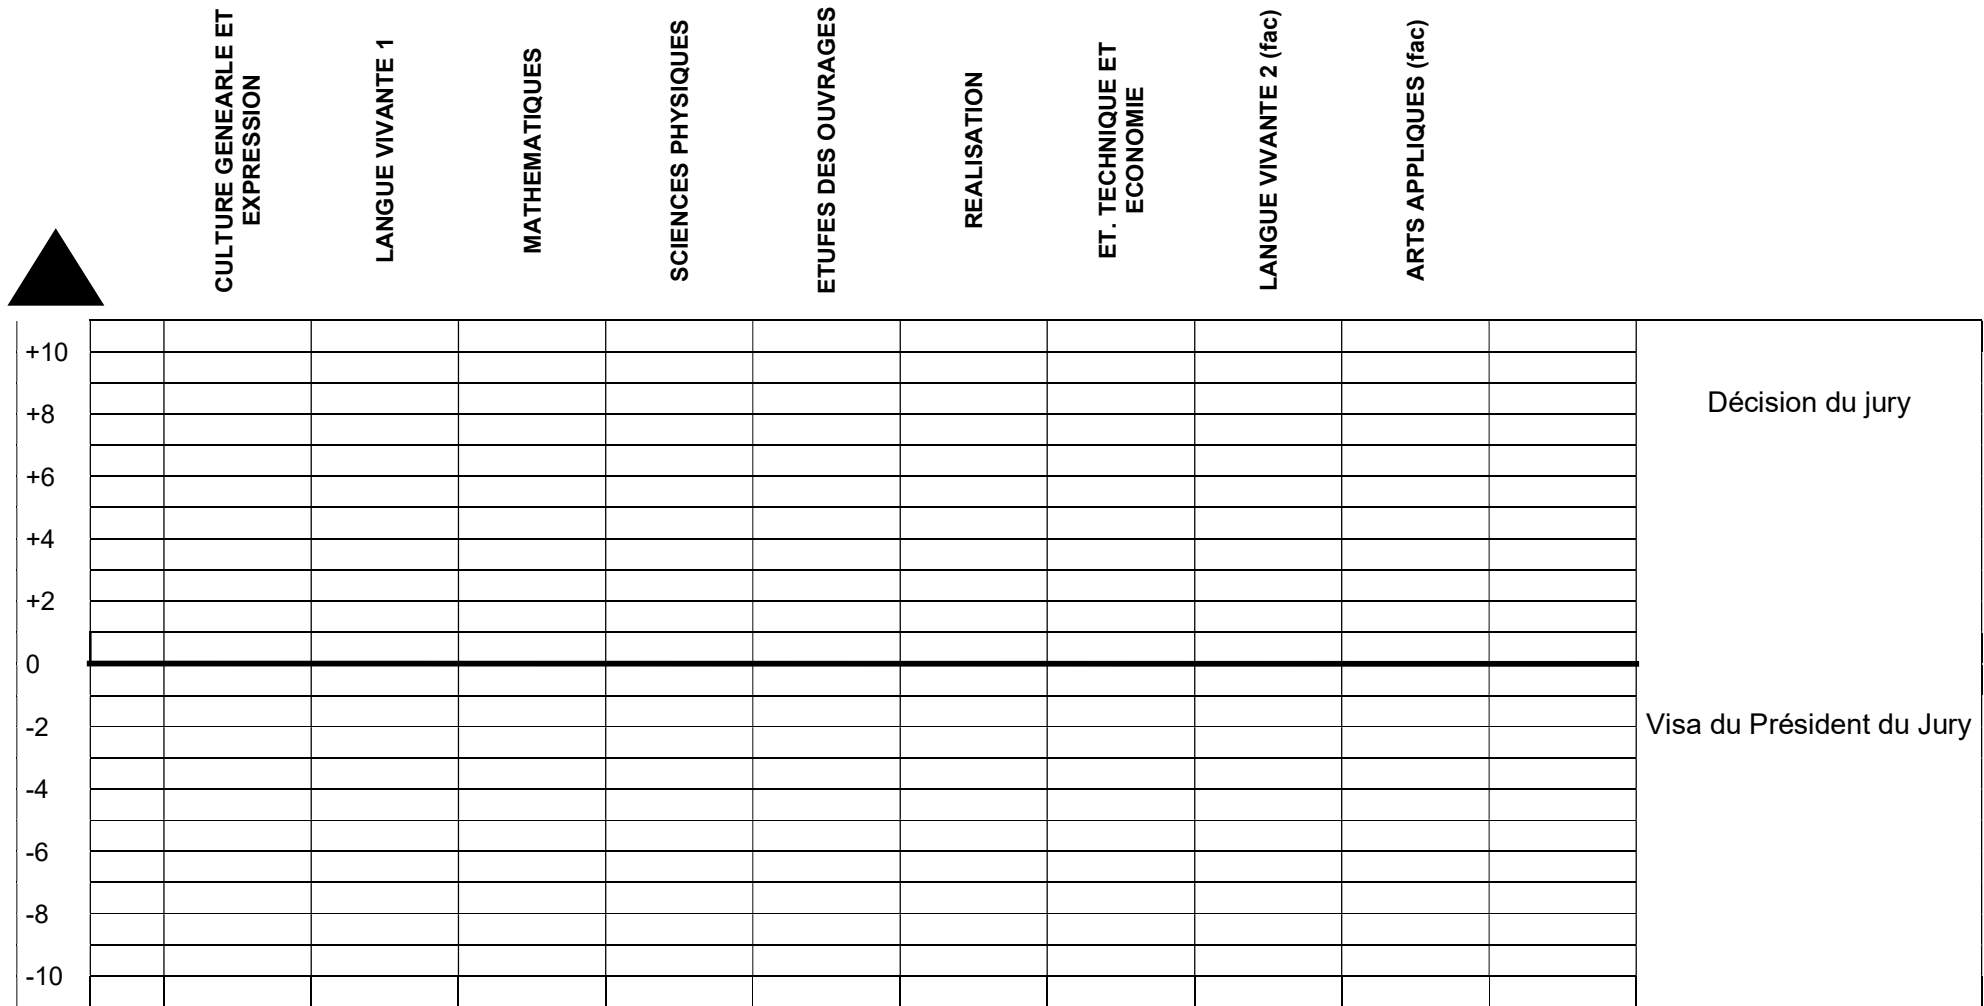 CULTURE GENEARLE ET
EXPRESSION
LANGUE VIVANTE 1
MATHEMATIQUES
SCIENCES PHYSIQUES
ETUFES DES OUVRAGES
REALISATION
ET. TECHNIQUE ET
ECONOMIE
LANGUE VIVANTE 2 (fac)
ARTS APPLIQUES (fac)
+10
+8
Décision du jury
+6
+4
+2
0
-2
Visa du Président du Jury
-4
-6
-8
-10